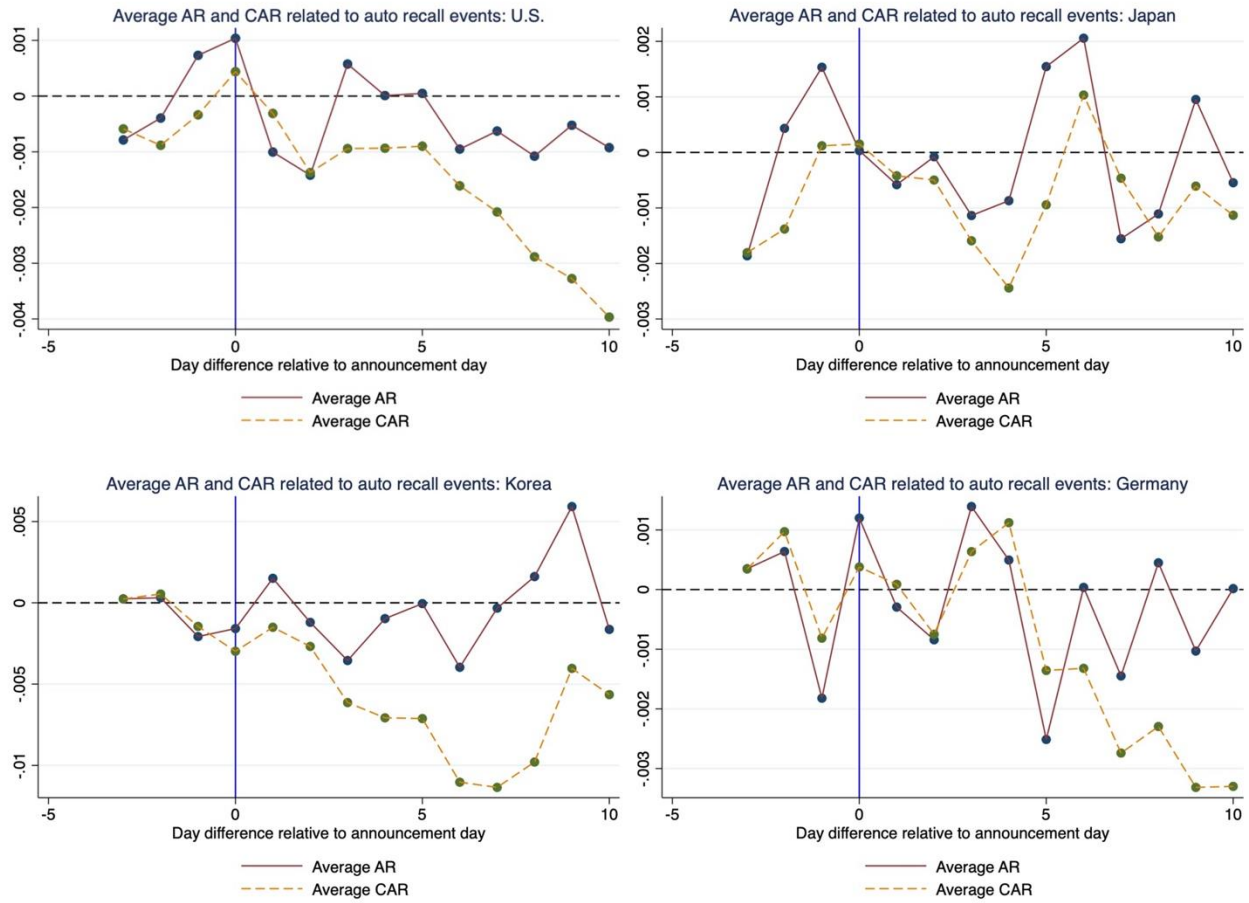 Average AR and CAR related to auto recall events: U.S.
.001
0
-.001
-.002
-.003
-.004
-5
0
5
10
Day difference relative to announcement day
Average AR
Average CAR
Average AR and CAR related to auto recall events: Japan
.002
.001
0
-.001
-.002
-.003
-5
0
5
10
Day difference relative to announcement day
Average AR
Average CAR
Average AR and CAR related to auto recall events: Korea
.005
0
-.005
-.01
-5
0
5
10
Day difference relative to announcement day
Average AR
Average CAR
Average AR and CAR related to auto recall events: Germany
.001
0
-.001
-.002
-.003
-5
0
5
10
Day difference relative to announcement day
Average AR
Average CAR